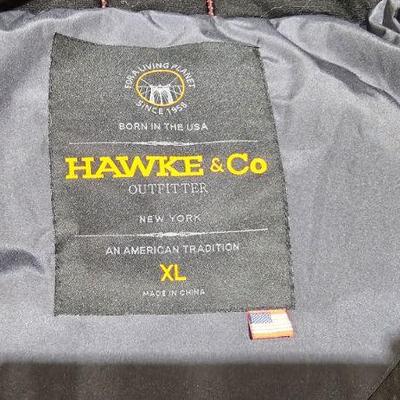 FOR A LIVING PLANET
SINCE 1958
BORN IN THE USA
HAWKE & Co
OUTFITTER
NEW YORK
AN AMERICAN TRADITION
XL
MADE IN CHINA